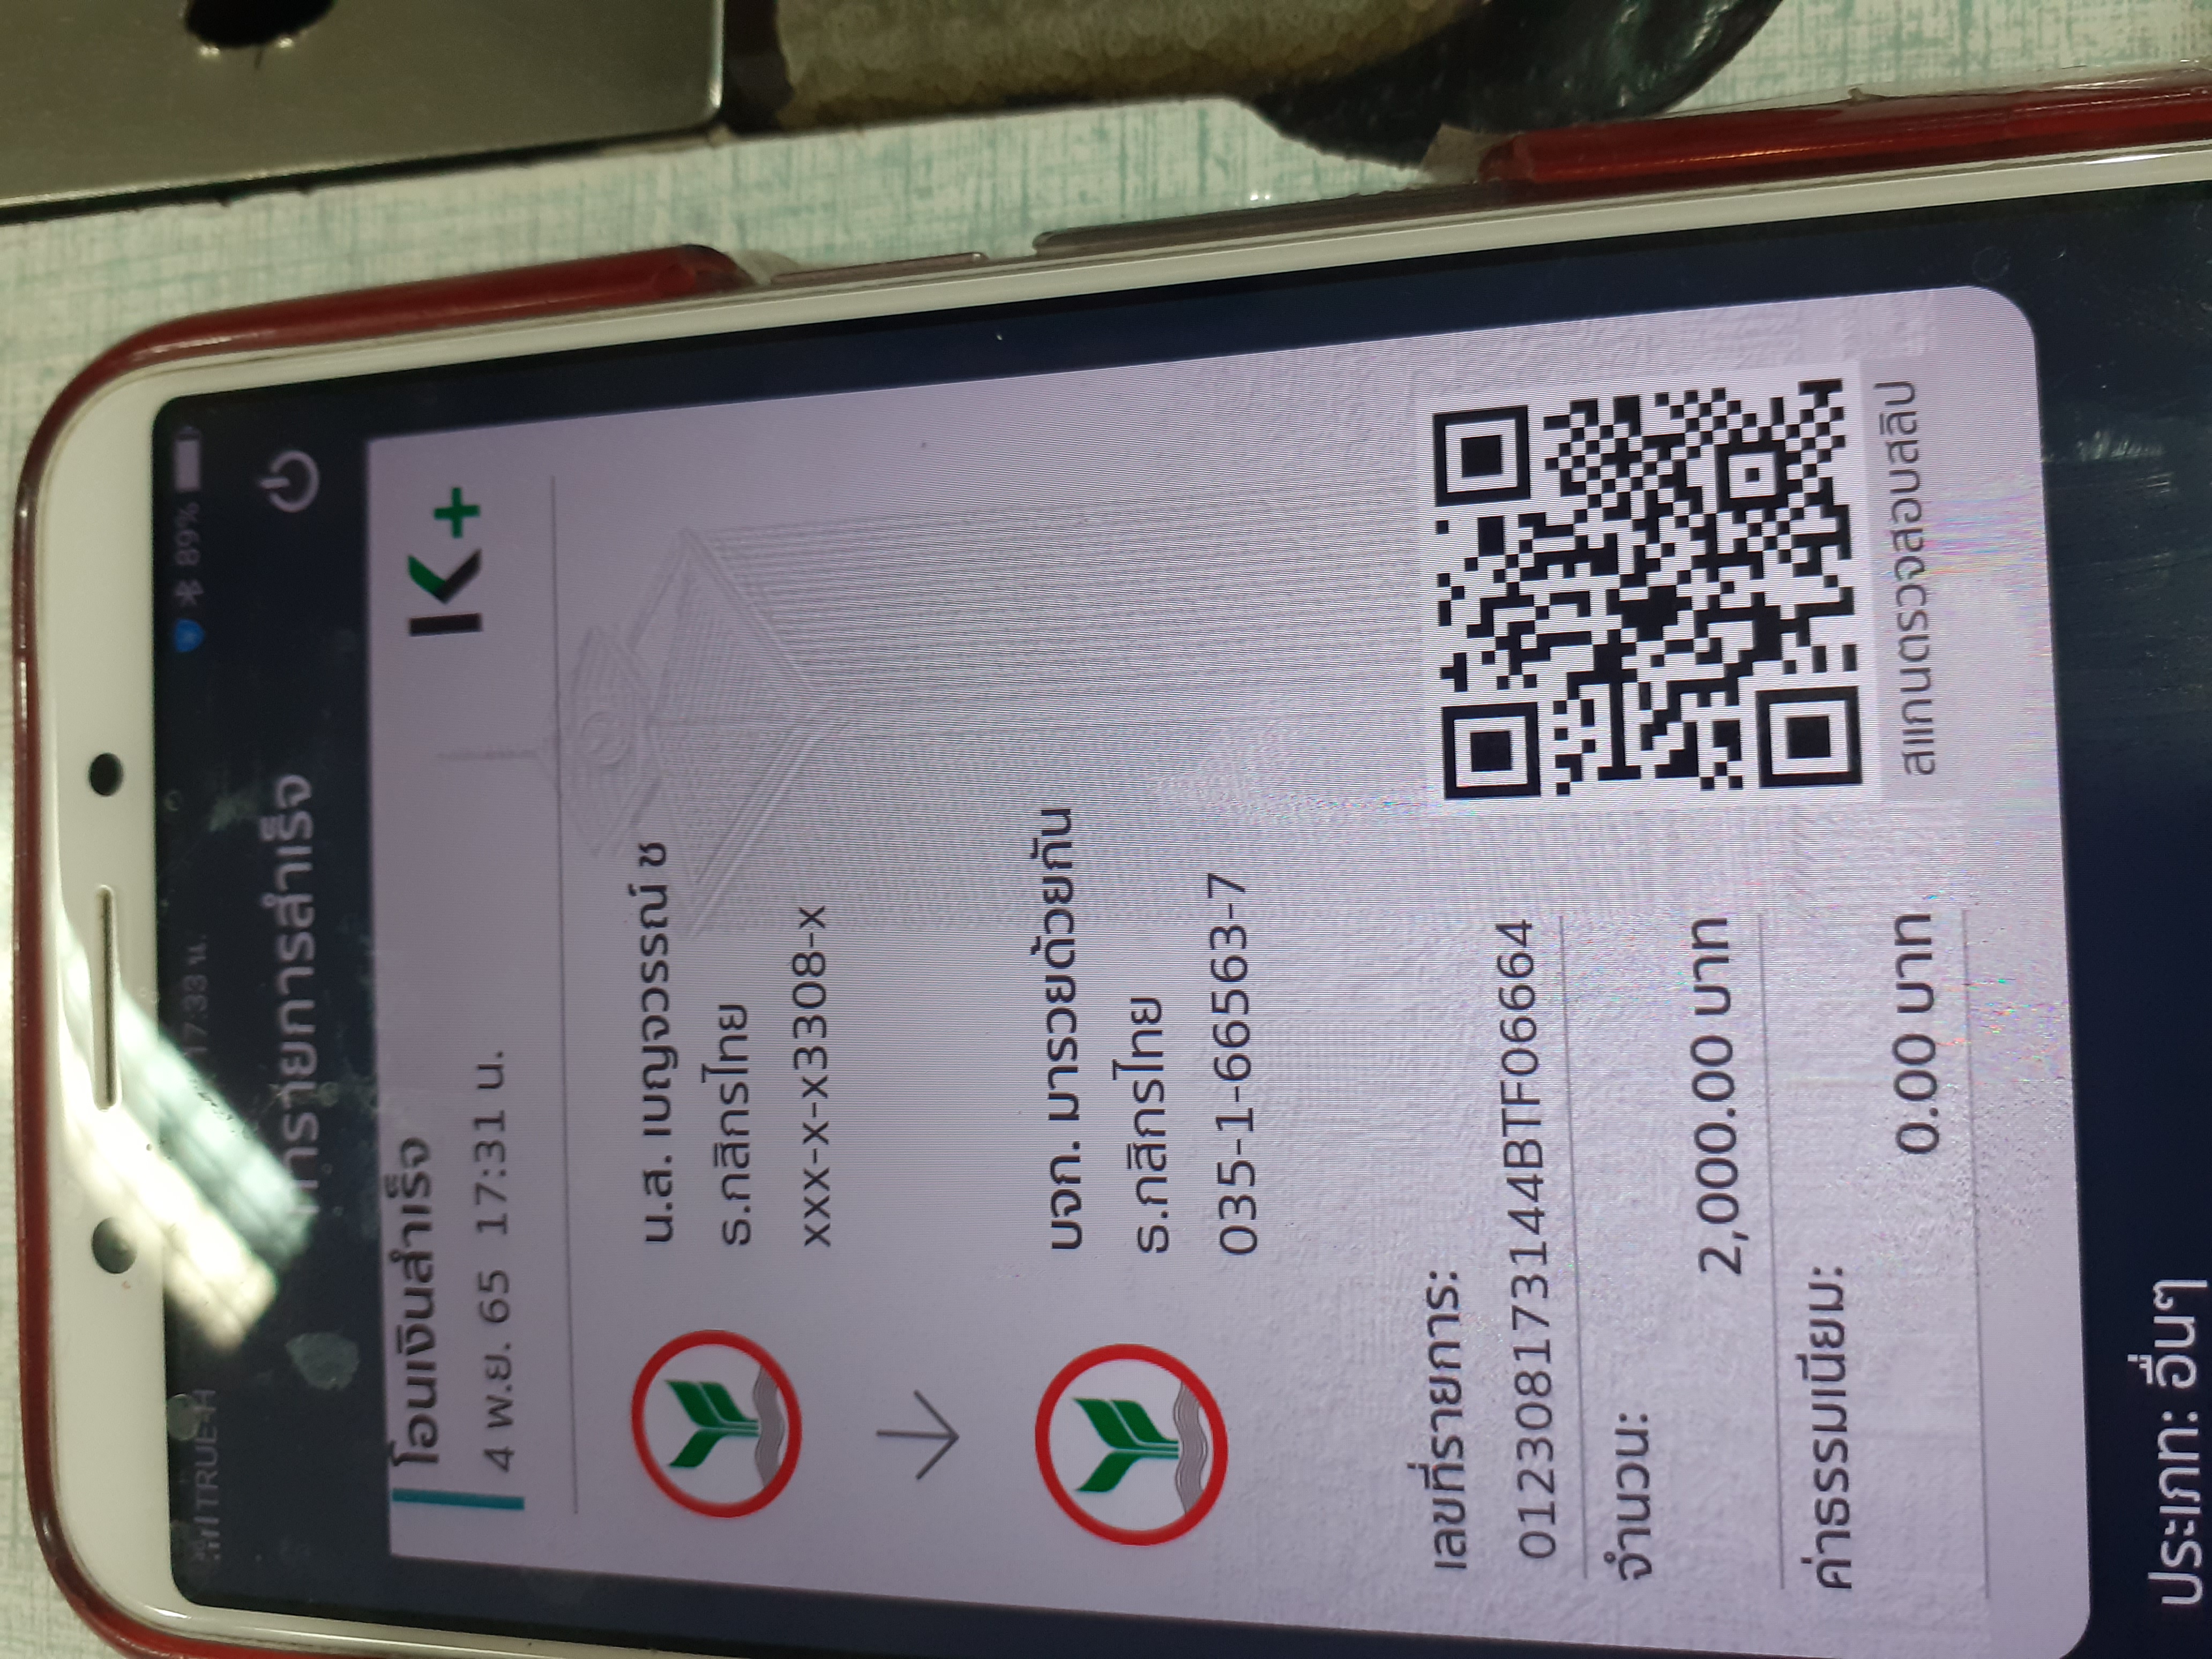 TRUE-H 17:33 น. 89%
ทำรายการสำเร็จ
โอนเงินสำเร็จ
4 พ.ย. 65 17:31 น.
K+
น.ส. เบญจวรรณ์ ช
ธ.กสิกรไทย
xxx-x-x3308-x
บจก. มารวยด้วยกัน
ธ.กสิกรไทย
035-1-66563-7
เลขที่รายการ:
012308173144BTF06664
จำนวน:
2,000.00 บาท
ค่าธรรมเนียม:
0.00 บาท
สแกนตรวจสอบสลิป
ประเภท: อื่นๆ